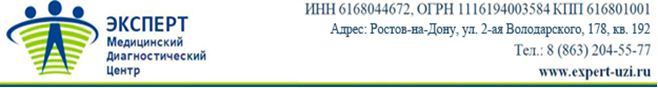 ЭКСПЕРТ
Медицинский
Диагностический
Центр
ИНН 6168044672, ОГРН 1116194003584 КПП 616801001
Адрес: Ростов-на-Дону, ул. 2-ая Володарского, 178, кв. 192
Тел.: 8 (863) 204-55-77
www.expert-uzi.ru